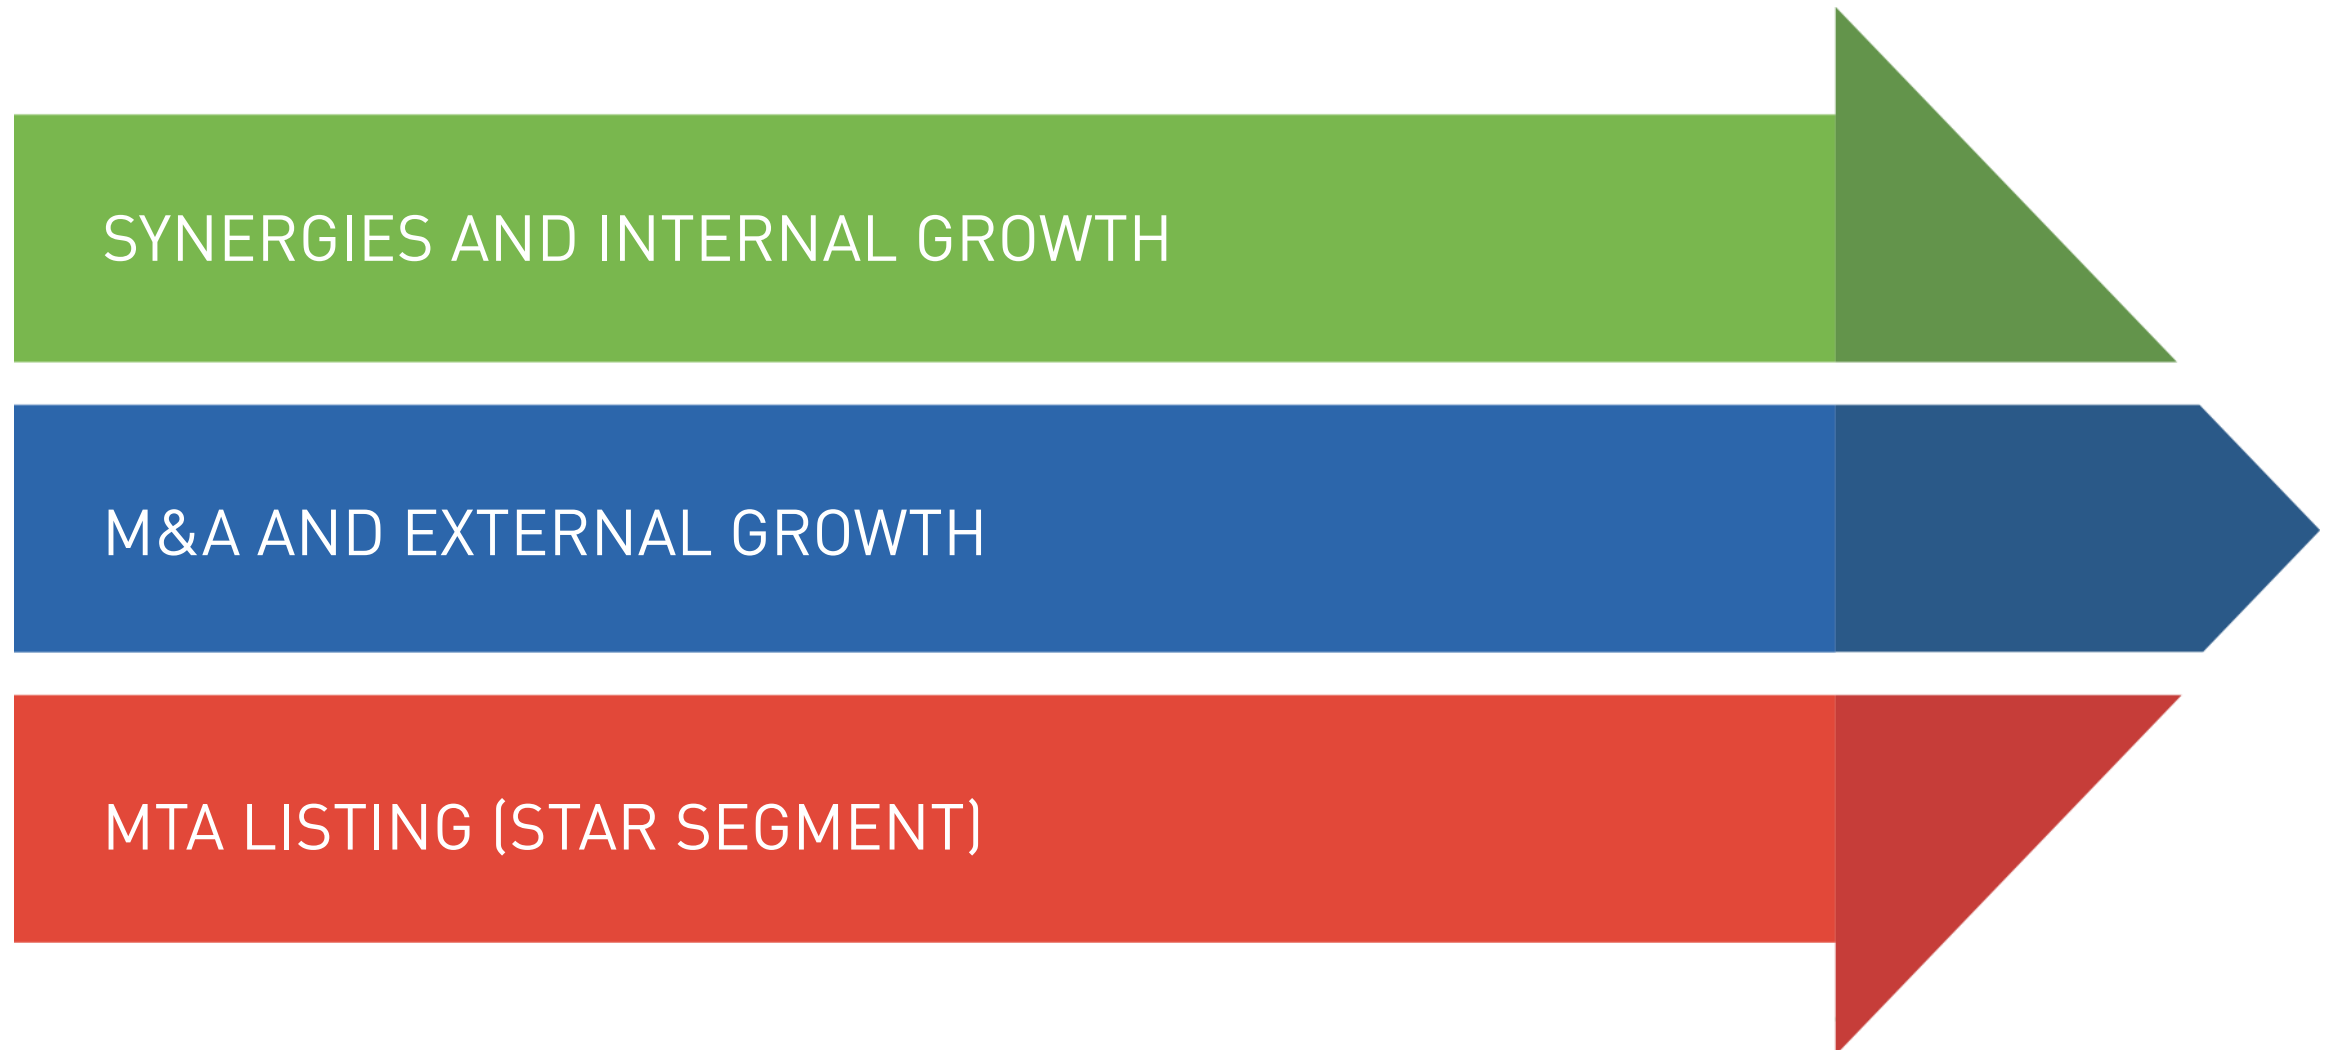 SYNERGIES AND INTERNAL GROWTH
M&A AND EXTERNAL GROWTH
MTA LISTING (STAR SEGMENT)